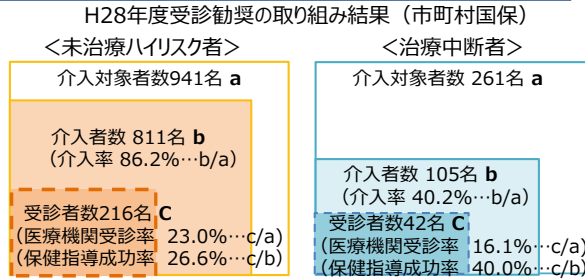 H28年度受診勧奨の取り組み結果（市町村国保）
＜未治療ハイリスク者＞
介入対象者数941名 a
介入者数 811名 b
（介入率 86.2%…b/a）
受診者数216名 C
(医療機関受診率 23.0%…c/a)
(保健指導成功率 26.6%…c/b)
＜治療中断者＞
介入対象者数 261名 a
介入者数 105名 b
（介入率 40.2%…b/a）
受診者数42名 C
(医療機関受診率 16.1%…c/a)
(保健指導成功率 40.0%…c/b)